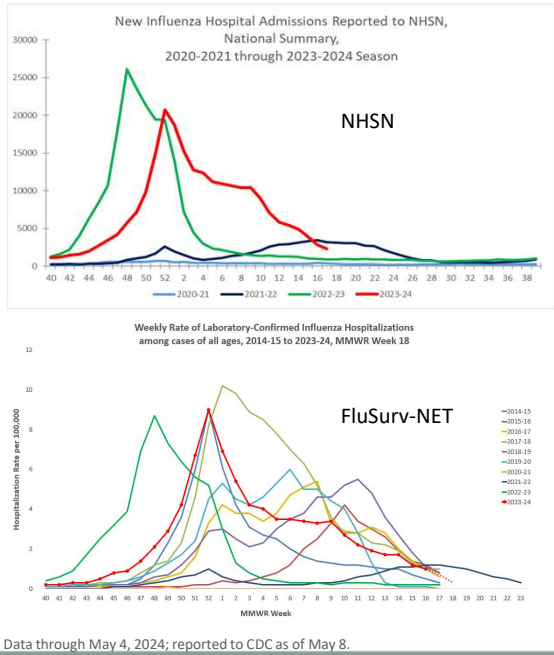 New Influenza Hospital Admissions Reported to NHSN,
National Summary,
2020-2021 through 2023-2024 Season
30000
25000
20000
15000
10000
5000
0
NHSN
40 42 44 46 48 50 52 2 4 6 8 10 12 14 16 18 20 22 24 26 28 30 32 34 36 38
2020-21 2021-22 2022-23 2023-24
Weekly Rate of Laboratory-Confirmed Influenza Hospitalizations
among cases of all ages, 2014-15 to 2023-24, MMWR Week 18
12
10
8
6
4
2
0
Hospitalization Rate per 100,000
FluSurv-NET
2014-15
2015-16
2016-17
2017-18
2018-19
2019-20
2020-21
2021-22
2022-23
2023-24
40 41 42 43 44 45 46 47 48 49 50 51 52 1 2 3 4 5 6 7 8 9 10 11 12 13 14 15 16 17 18 19 20 21 22 23
MMWR Week
Data through May 4, 2024; reported to CDC as of May 8.